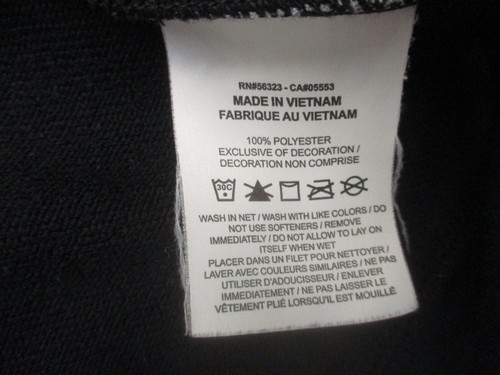 RN#56323 - CA#05553
MADE IN VIETNAM
FABRIQUE AU VIETNAM
100% POLYESTER
EXCLUSIVE OF DECORATION /
DECORATION NON COMPRISE
30C
WASH IN NET / WASH WITH LIKE COLORS / DO
NOT USE SOFTENERS / REMOVE
IMMEDIATELY / DO NOT ALLOW TO LAY ON
ITSELF WHEN WET
PLACER DANS UN FILET POUR NETTOYER /
LAVER AVEC COULEURS SIMILAIRES / NE PAS
UTILISER D'ADOUCISSEUR / ENLEVER
IMMEDIATEMENT / NE PAS LAISSER LE
VÊTEMENT PLIÉ LORSQU'IL EST MOUILLÉ